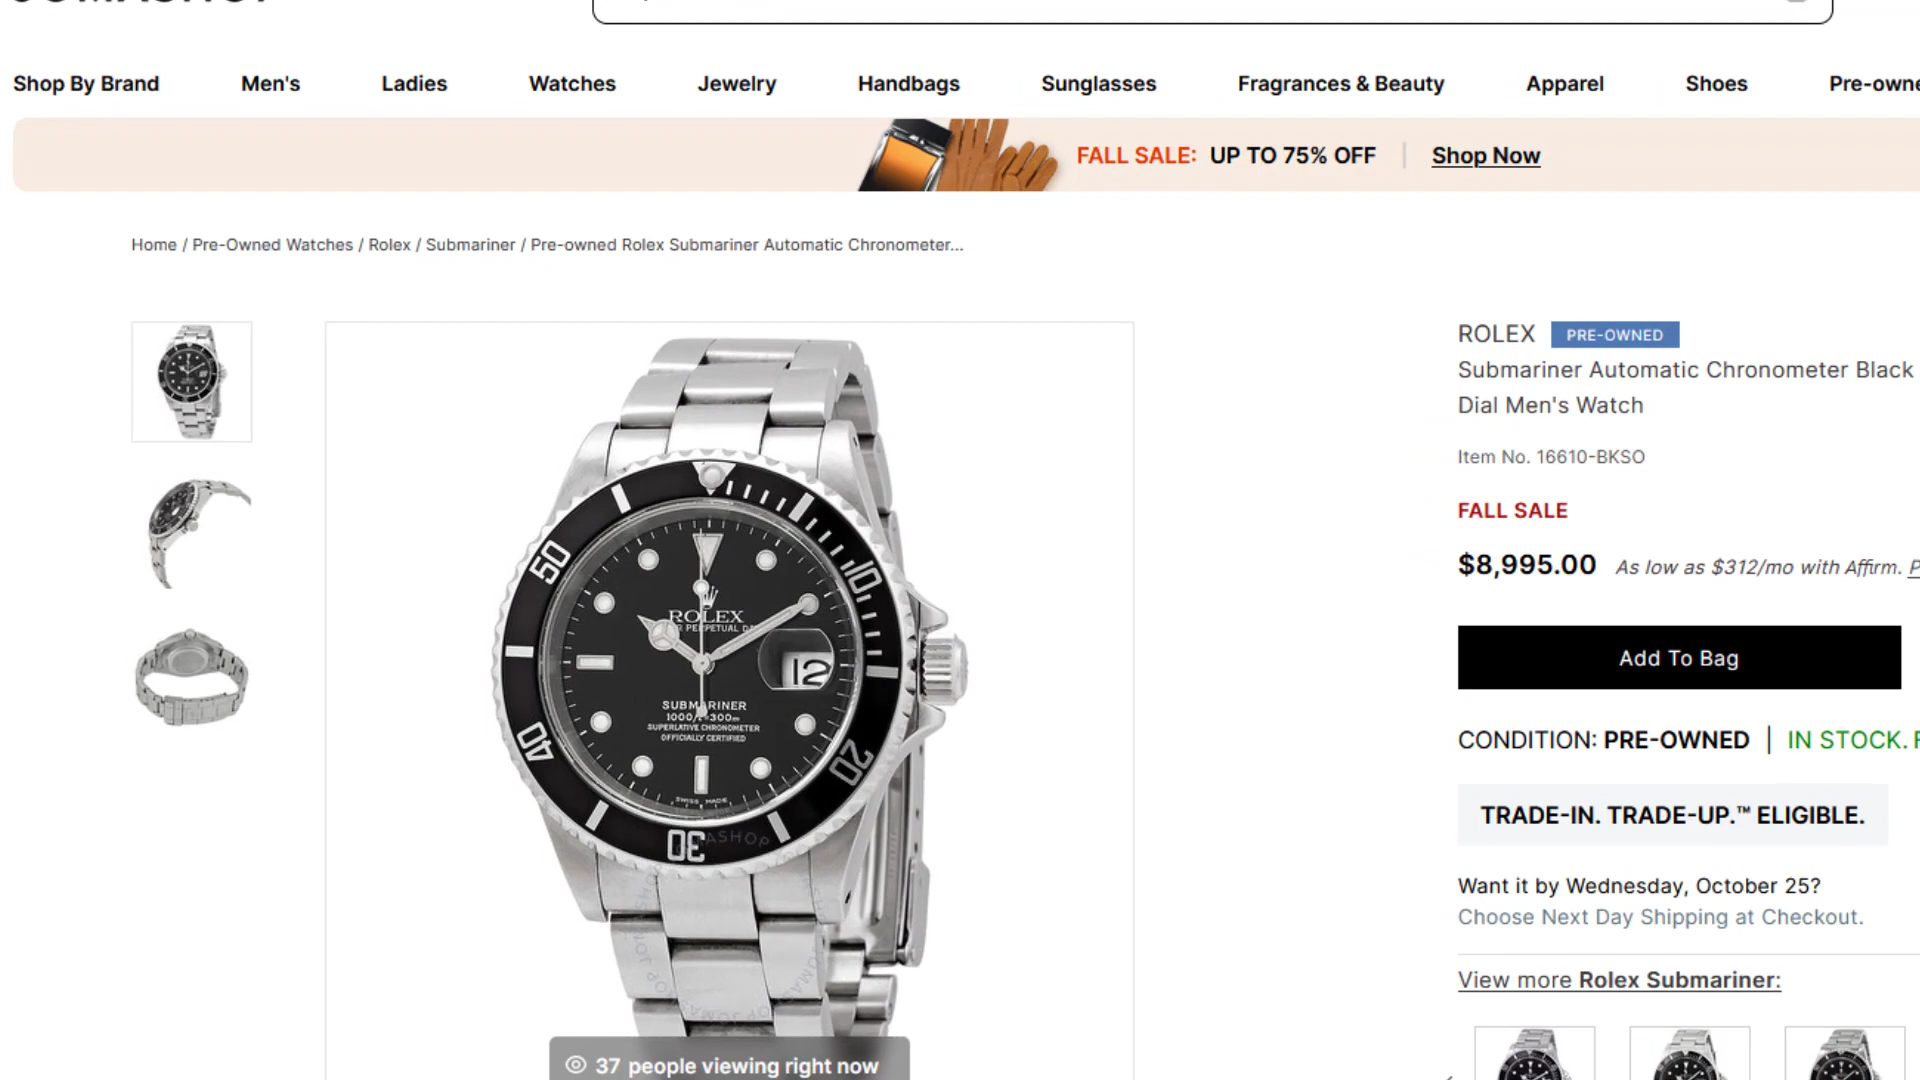 Shop By Brand Men's Ladies Watches Jewelry Handbags Sunglasses Fragrances & Beauty Apparel Shoes
FALL SALE: UP TO 75% OFF | Shop Now
Home / Pre-Owned Watches / Rolex / Submariner / Pre-owned Rolex Submariner Automatic Chronometer...
ROLEX PRE-OWNED
Submariner Automatic Chronometer Black
Dial Men's Watch
Item No. 16610-BKSO
FALL SALE
$8,995.00 As low as $312/mo with Affirm.
Add To Bag
CONDITION: PRE-OWNED | IN STOCK.
TRADE-IN. TRADE-UP.™ ELIGIBLE.
Want it by Wednesday, October 25?
Choose Next Day Shipping at Checkout.
View more Rolex Submariner:
10
20
30
40
50
ROLEX
PERPETUAL
12
SUBMARINER
SUPERLATIVE CHRONOMETER
OFFICIALLY CERTIFIED
SWISS MADE
37 people viewing right now